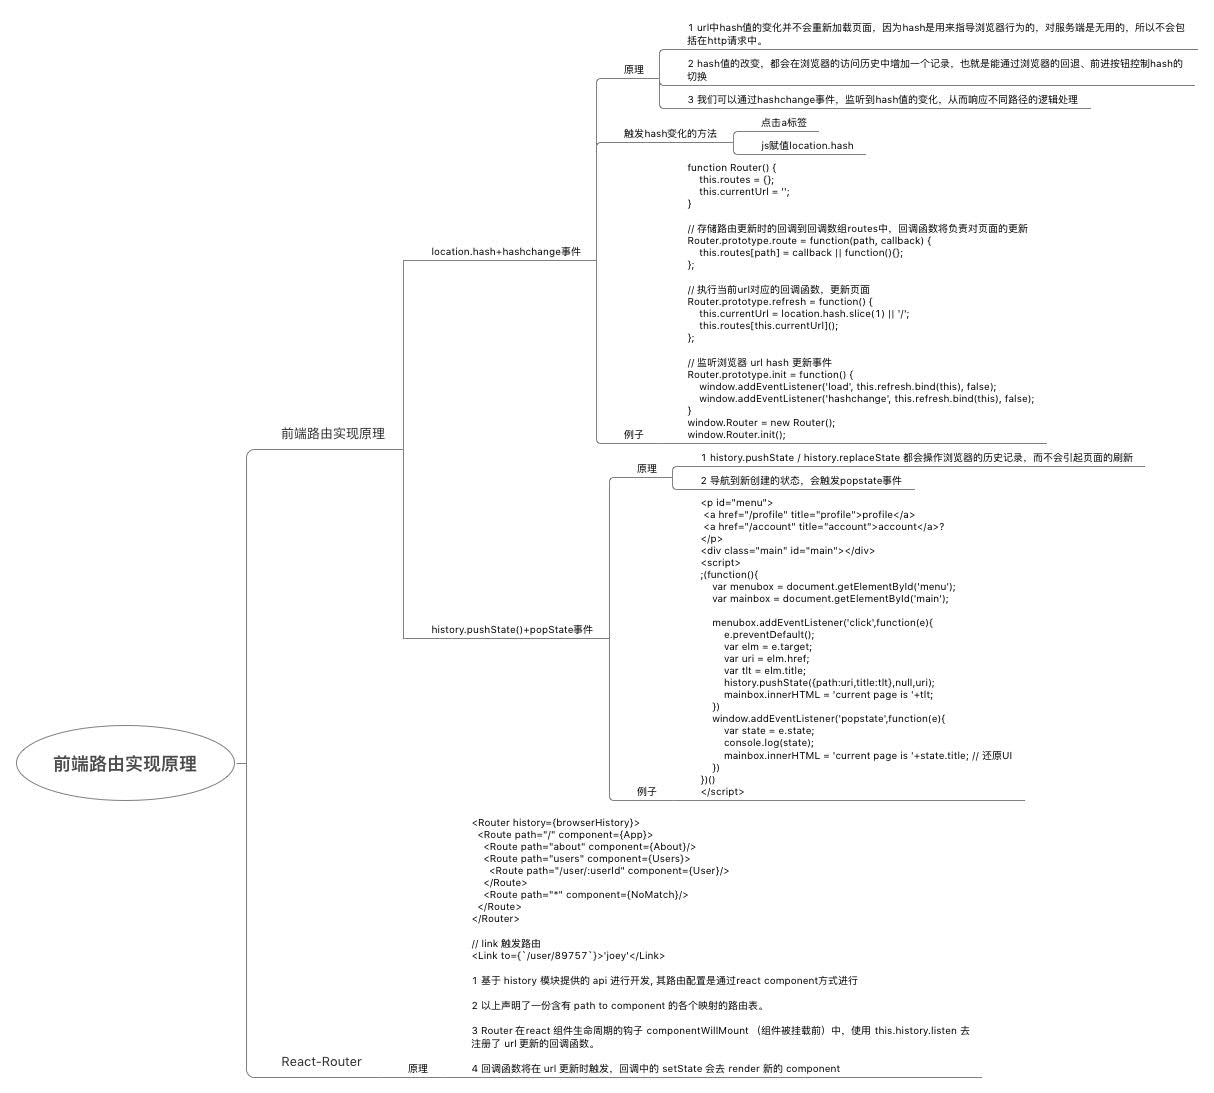 1 url中hash值的变化并不会重新加载页面，因为hash是用来指导浏览器行为的，对服务端是无用的，所以不会包
括在http请求中。
原理
2 hash值的改变，都会在浏览器的访问历史中增加一个记录，也就是能通过浏览器的回退、前进按钮控制hash的
切换
3 我们可以通过hashchange事件，监听到hash值的变化，从而响应不同路径的逻辑处理
触发hash变化的方法
点击a标签
js赋值location.hash
location.hash+hashchange事件
function Router() {
    this.routes = {};
    this.currentUrl = '';
}

// 存储路由更新时的回调到回调数组routes中，回调函数将负责对页面的更新
Router.prototype.route = function(path, callback) {
    this.routes[path] = callback || function(){};
};

// 执行当前url对应的回调函数，更新页面
Router.prototype.refresh = function() {
    this.currentUrl = location.hash.slice(1) || '/';
    this.routes[this.currentUrl]();
};

// 监听浏览器 url hash 更新事件
Router.prototype.init = function() {
    window.addEventListener('load', this.refresh.bind(this), false);
    window.addEventListener('hashchange', this.refresh.bind(this), false);
}
window.Router = new Router();
window.Router.init();
例子
前端路由实现原理
原理
1 history.pushState / history.replaceState 都会操作浏览器的历史记录，而不会引起页面的刷新
2 导航到新创建的状态，会触发popstate事件
history.pushState()+popState事件
<p id="menu">
 <a href="/profile" title="profile">profile</a>
 <a href="/account" title="account">account</a>?
</p>
<div class="main" id="main"></div>
<script>
;(function(){
    var menubox = document.getElementById('menu');
    var mainbox = document.getElementById('main');

    menubox.addEventListener('click',function(e){
        e.preventDefault();
        var elm = e.target;
        var uri = elm.href;
        var tlt = elm.title;
        history.pushState({path:uri,title:tlt},null,uri);
        mainbox.innerHTML = 'current page is '+tlt;
    })
    window.addEventListener('popstate',function(e){
        var state = e.state;
        console.log(state);
        mainbox.innerHTML = 'current page is '+state.title; // 还原UI
    })
})()
</script>
例子
前端路由实现原理
<Router history={browserHistory}>
  <Route path="/" component={App}>
    <Route path="about" component={About}/>
    <Route path="users" component={Users}>
      <Route path="/user/:userId" component={User}/>
    </Route>
    <Route path="*" component={NoMatch}/>
  </Route>
</Router>

// link 触发路由
<Link to={`/user/89757`}>'joey'</Link>

1 基于 history 模块提供的 api 进行开发, 其路由配置是通过react component方式进行

2 以上声明了一份含有 path to component 的各个映射的路由表。

3 Router 在react 组件生命周期的钩子 componentWillMount （组件被挂载前）中，使用 this.history.listen 去
注册了 url 更新的回调函数。

4 回调函数将在 url 更新时触发，回调中的 setState 会去 render 新的 component
React-Router
原理